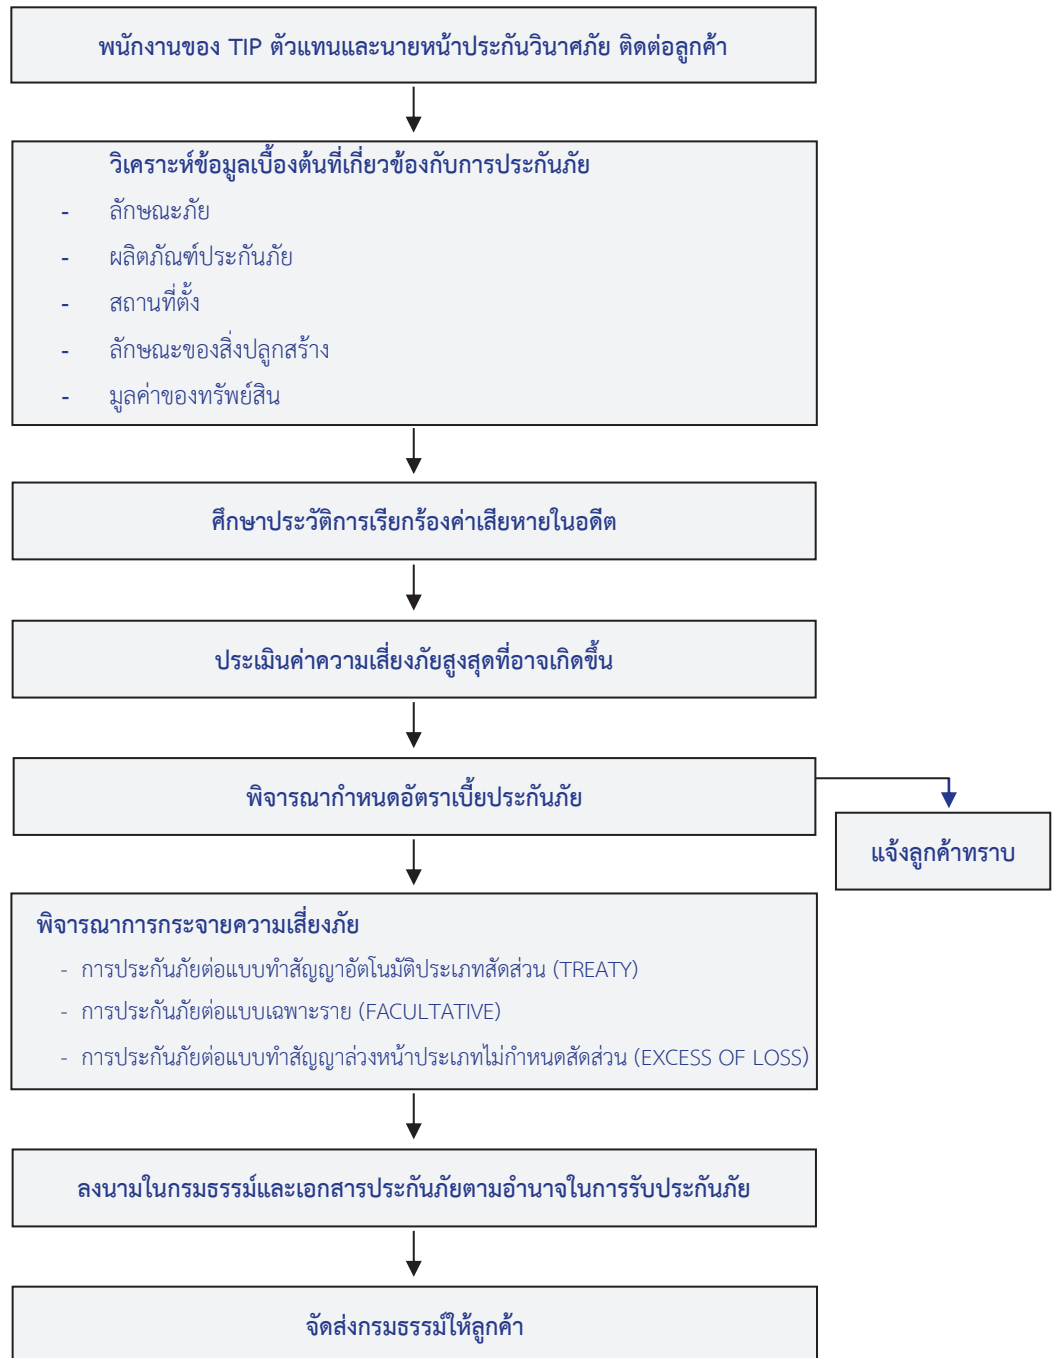 พนักงานของ TIP ตัวแทนและนายหน้าประกันวินาศภัย ติดต่อลูกค้า
วิเคราะห์ข้อมูลเบื้องต้นที่เกี่ยวข้องกับการประกันภัย
- ลักษณะภัย
- ผลิตภัณฑ์ประกันภัย
- สถานที่ตั้ง
- ลักษณะของสิ่งปลูกสร้าง
- มูลค่าของทรัพย์สิน
ศึกษาประวัติการเรียกร้องค่าเสียหายในอดีต
ประเมินค่าความเสี่ยงภัยสูงสุดที่อาจเกิดขึ้น
พิจารณากำหนดอัตราเบี้ยประกันภัย
แจ้งลูกค้าทราบ
พิจารณาการกระจายความเสี่ยงภัย
- การประกันภัยต่อแบบทำสัญญาอัตโนมัติประเภทสัดส่วน (TREATY)
- การประกันภัยต่อแบบเฉพาะราย (FACULTATIVE)
- การประกันภัยต่อแบบทำสัญญาล่วงหน้าประเภทไม่กำหนดสัดส่วน (EXCESS OF LOSS)
ลงนามในกรมธรรม์และเอกสารประกันภัยตามอำนาจในการรับประกันภัย
จัดส่งกรมธรรม์ให้ลูกค้า